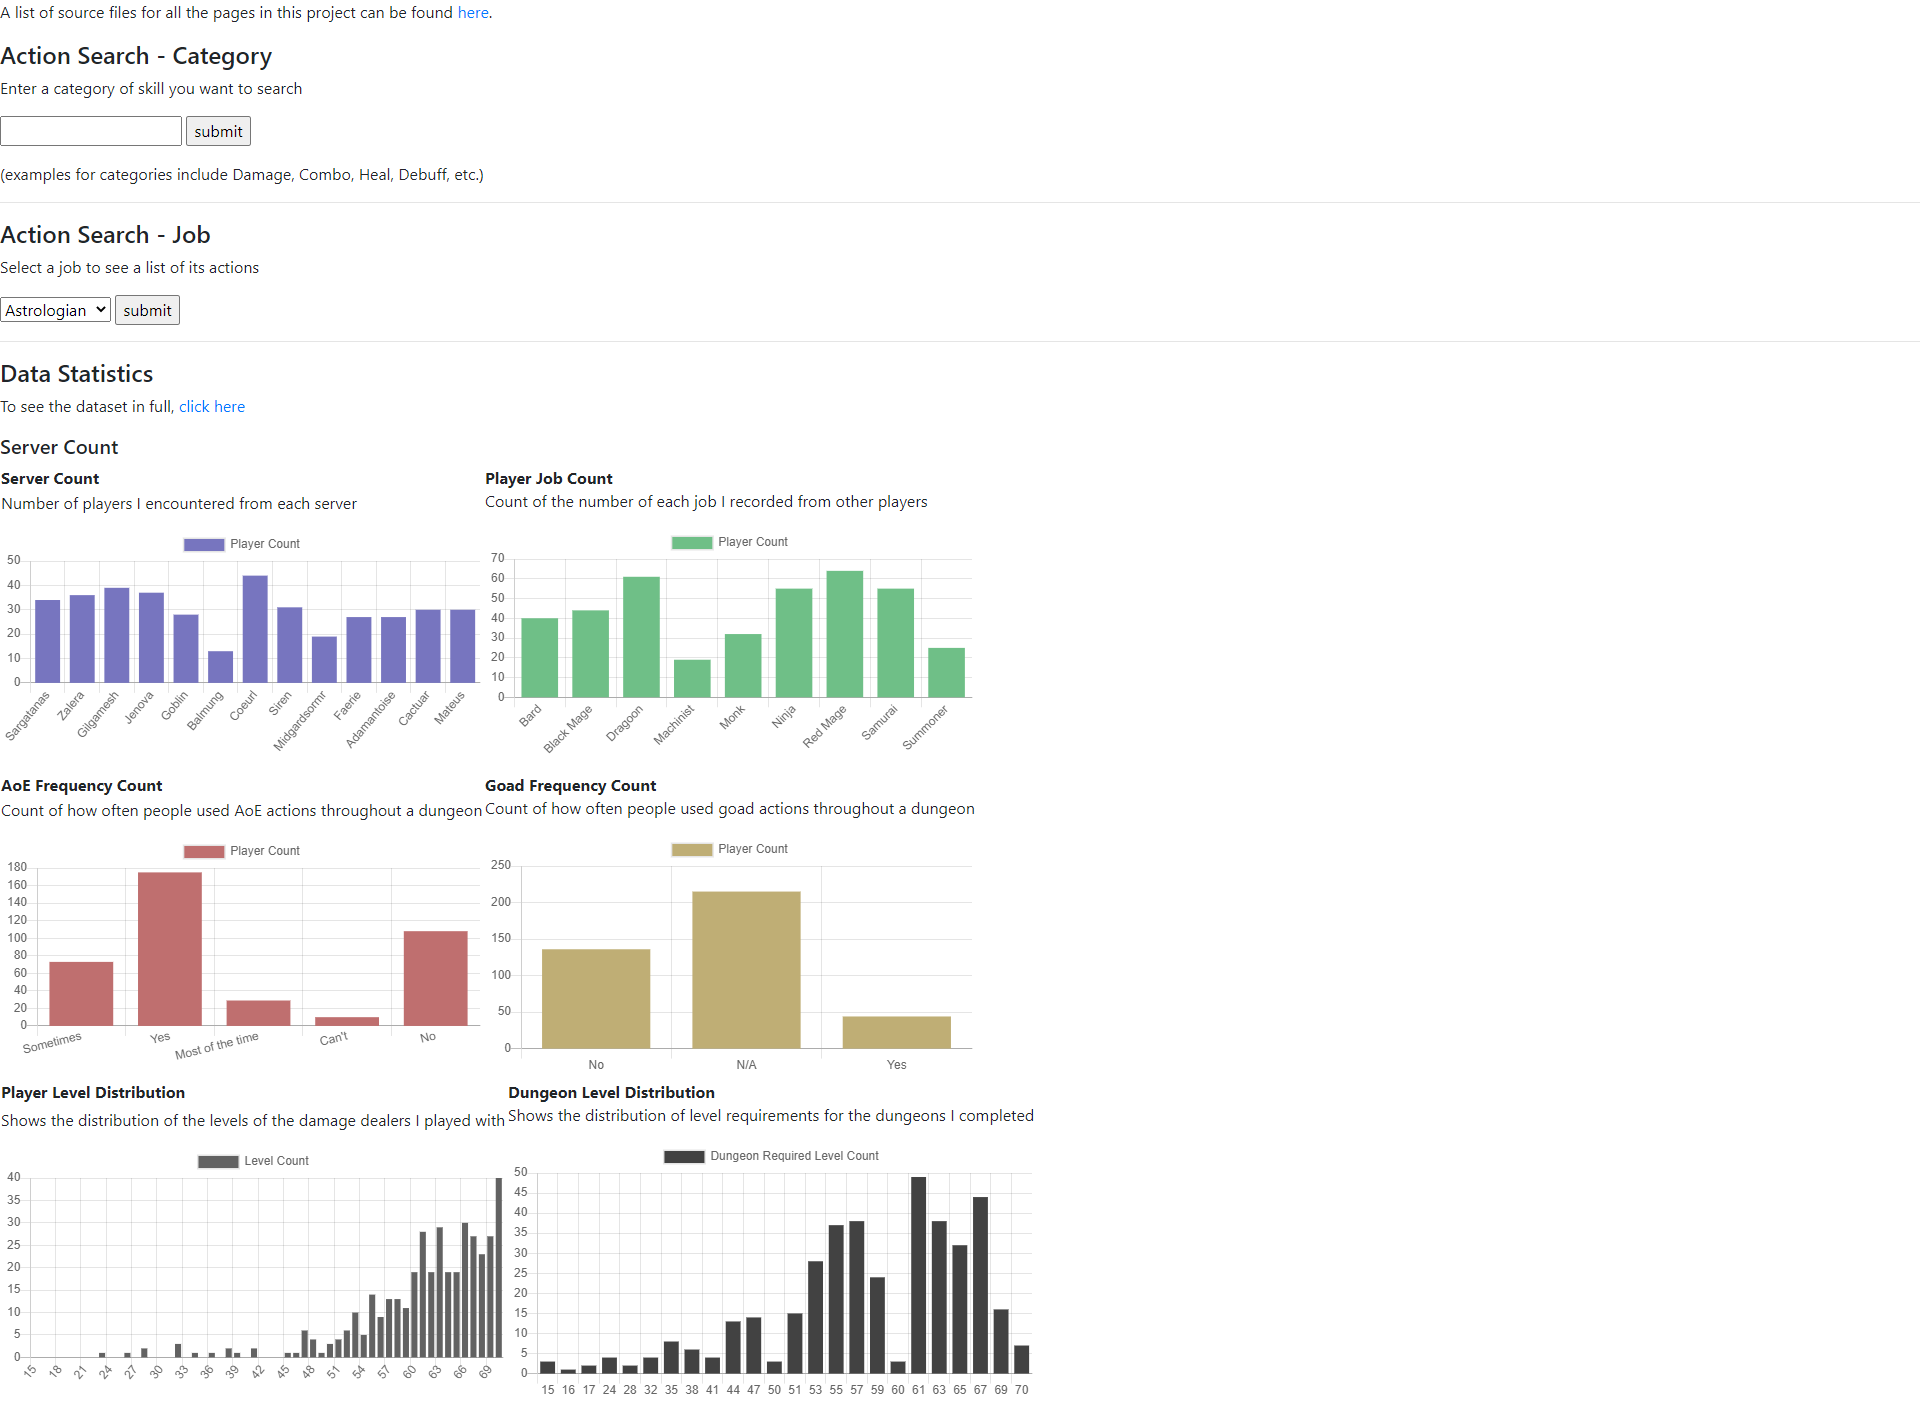 A list of source files for all the pages in this project can be found here.
Action Search - Category
Enter a category of skill you want to search
submit
(examples for categories include Damage, Combo, Heal, Debuff, etc.)
Action Search - Job
Select a job to see a list of its actions
Astrologian submit
Data Statistics
To see the dataset in full, click here
Server Count
Server Count
Number of players I encountered from each server
Player Count
50
40
30
20
10
0
Sargatanas Zalera Gilgamesh Jenova Goblin Balmung Coeurl Siren Midgardsormr Faerie Adamantoise Cactuar Mateus
Player Job Count
Count of the number of each job I recorded from other players
Player Count
70
60
50
40
30
20
10
0
Bard Black Mage Dragoon Machinist Monk Ninja Red Mage Samurai Summoner
AoE Frequency Count
Count of how often people used AoE actions throughout a dungeon
Player Count
180
160
140
120
100
80
60
40
20
0
Sometimes Yes Most of the time Can't No
Goad Frequency Count
Count of how often people used goad actions throughout a dungeon
Player Count
250
200
150
100
50
0
No N/A Yes
Player Level Distribution
Shows the distribution of the levels of the damage dealers I played with
Level Count
40
35
30
25
20
15
10
5
0
15 18 21 24 27 30 33 36 39 42 45 48 51 54 57 60 63 66 69
Dungeon Level Distribution
Shows the distribution of level requirements for the dungeons I completed
Dungeon Required Level Count
50
45
40
35
30
25
20
15
10
5
0
15 16 17 24 28 32 35 38 41 44 47 50 51 53 55 57 59 60 61 63 65 67 69 70